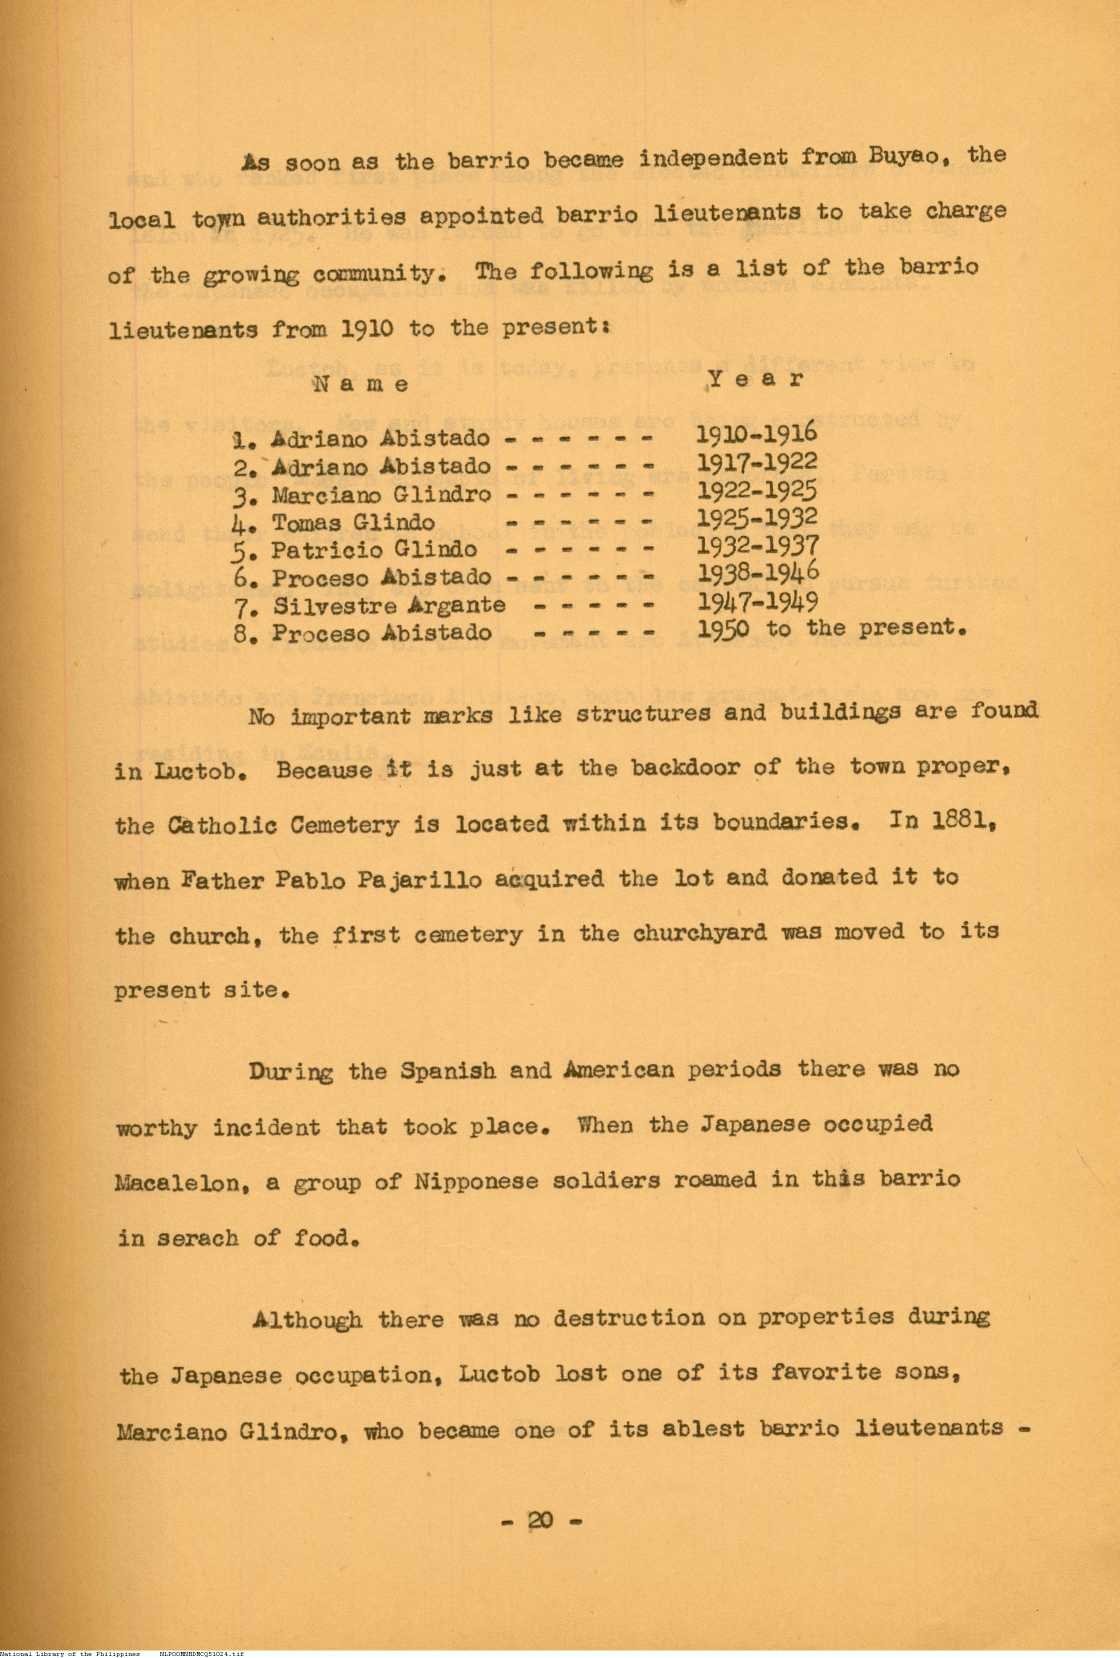 As soon as the barrio became independent from Buyao, the
local town authorities appointed barrio lieutenants to take charge
of the growing community. The following is a list of the barrio
lieutenants from 1910 to the present:
N a m e Y e a r
1. Adriano Abistado - - - - - - 1910-1916
2. Adriano Abistado - - - - - - 1917-1922
3. Marciano Glindro - - - - - - 1922-1925
4. Tomas Glindo - - - - - - 1925-1932
5. Patricio Glindo - - - - - - 1932-1937
6. Proceso Abistado - - - - - - 1938-1946
7. Silvestre Argante - - - - - 1947-1949
8. Proceso Abistado - - - - - 1950 to the present.
No important marks like structures and buildings are found
in Luctob. Because it is just at the backdoor of the town proper,
the Catholic Cemetery is located within its boundaries. In 1881,
when Father Pablo Pajarillo acquired the lot and donated it to
the church, the first cemetery in the churchyard was moved to its
present site.
During the Spanish and American periods there was no
worthy incident that took place. When the Japanese occupied
Macalelon, a group of Nipponese soldiers roamed in this barrio
in serach of food.
Although there was no destruction on properties during
the Japanese occupation, Luctob lost one of its favorite sons,
Marciano Glindro, who became one of its ablest barrio lieutenants -
- 20 -
National Library of the Philippines